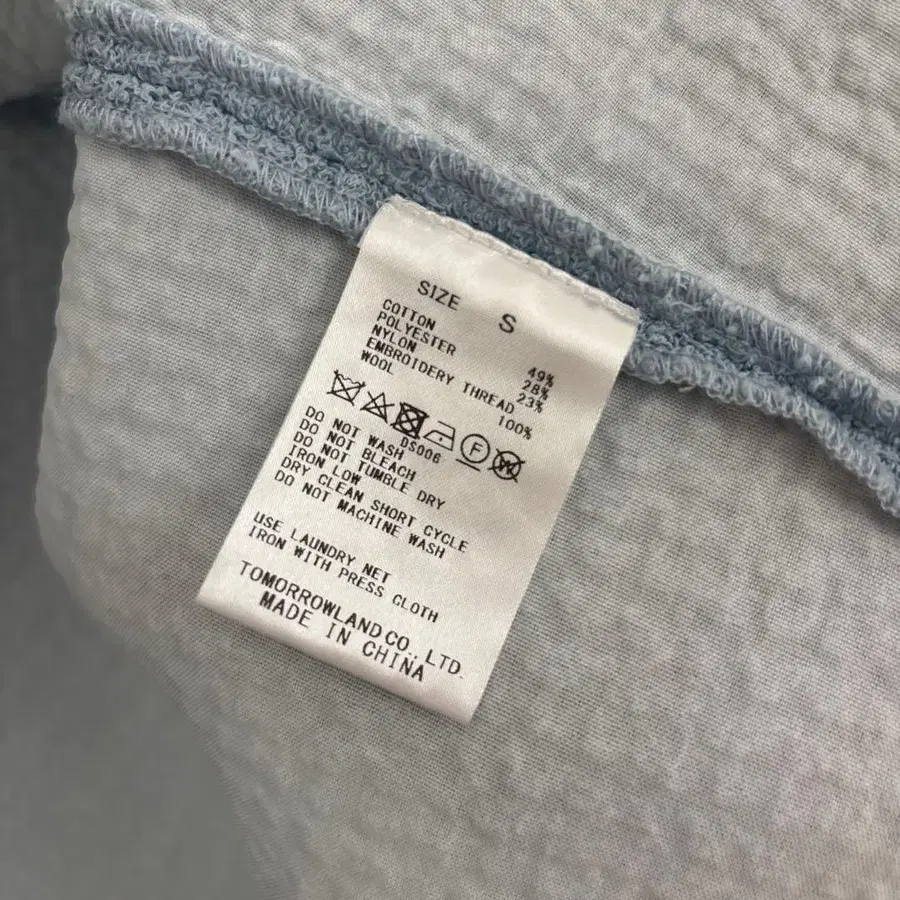 SIZE S
COTTON 49%
POLYESTER 28%
NYLON 23%
EMBROIDERY THREAD
WOOL 100%
F W
DS006
DO NOT WASH
DO NOT BLEACH
DO NOT TUMBLE DRY
IRON LOW
DRY CLEAN SHORT CYCLE
DO NOT MACHINE WASH
USE LAUNDRY NET
IRON WITH PRESS CLOTH
TOMORROWLAND CO., LTD.
MADE IN CHINA